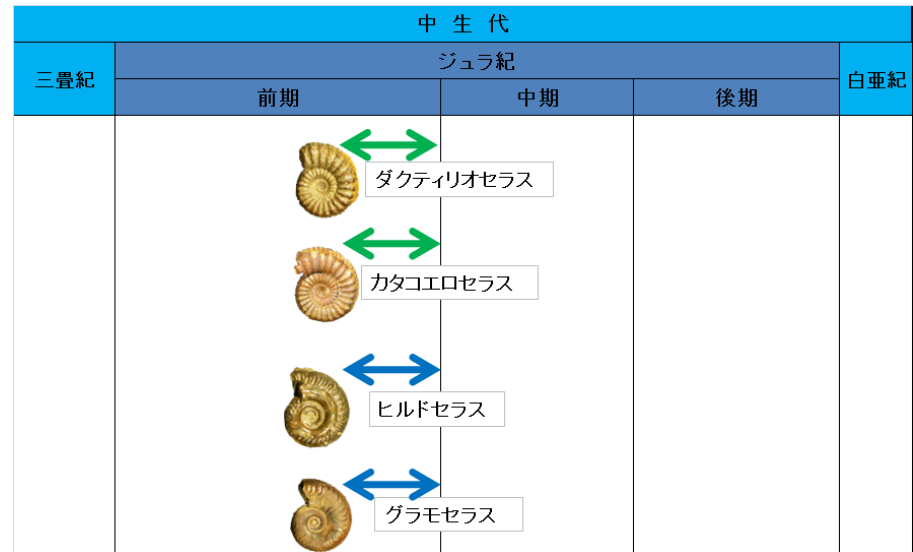 中 生 代
三畳紀
ジュラ紀
白亜紀
前期
中期
後期
ダクティリオセラス
カタコエロセラス
ヒルドセラス
グラモセラス